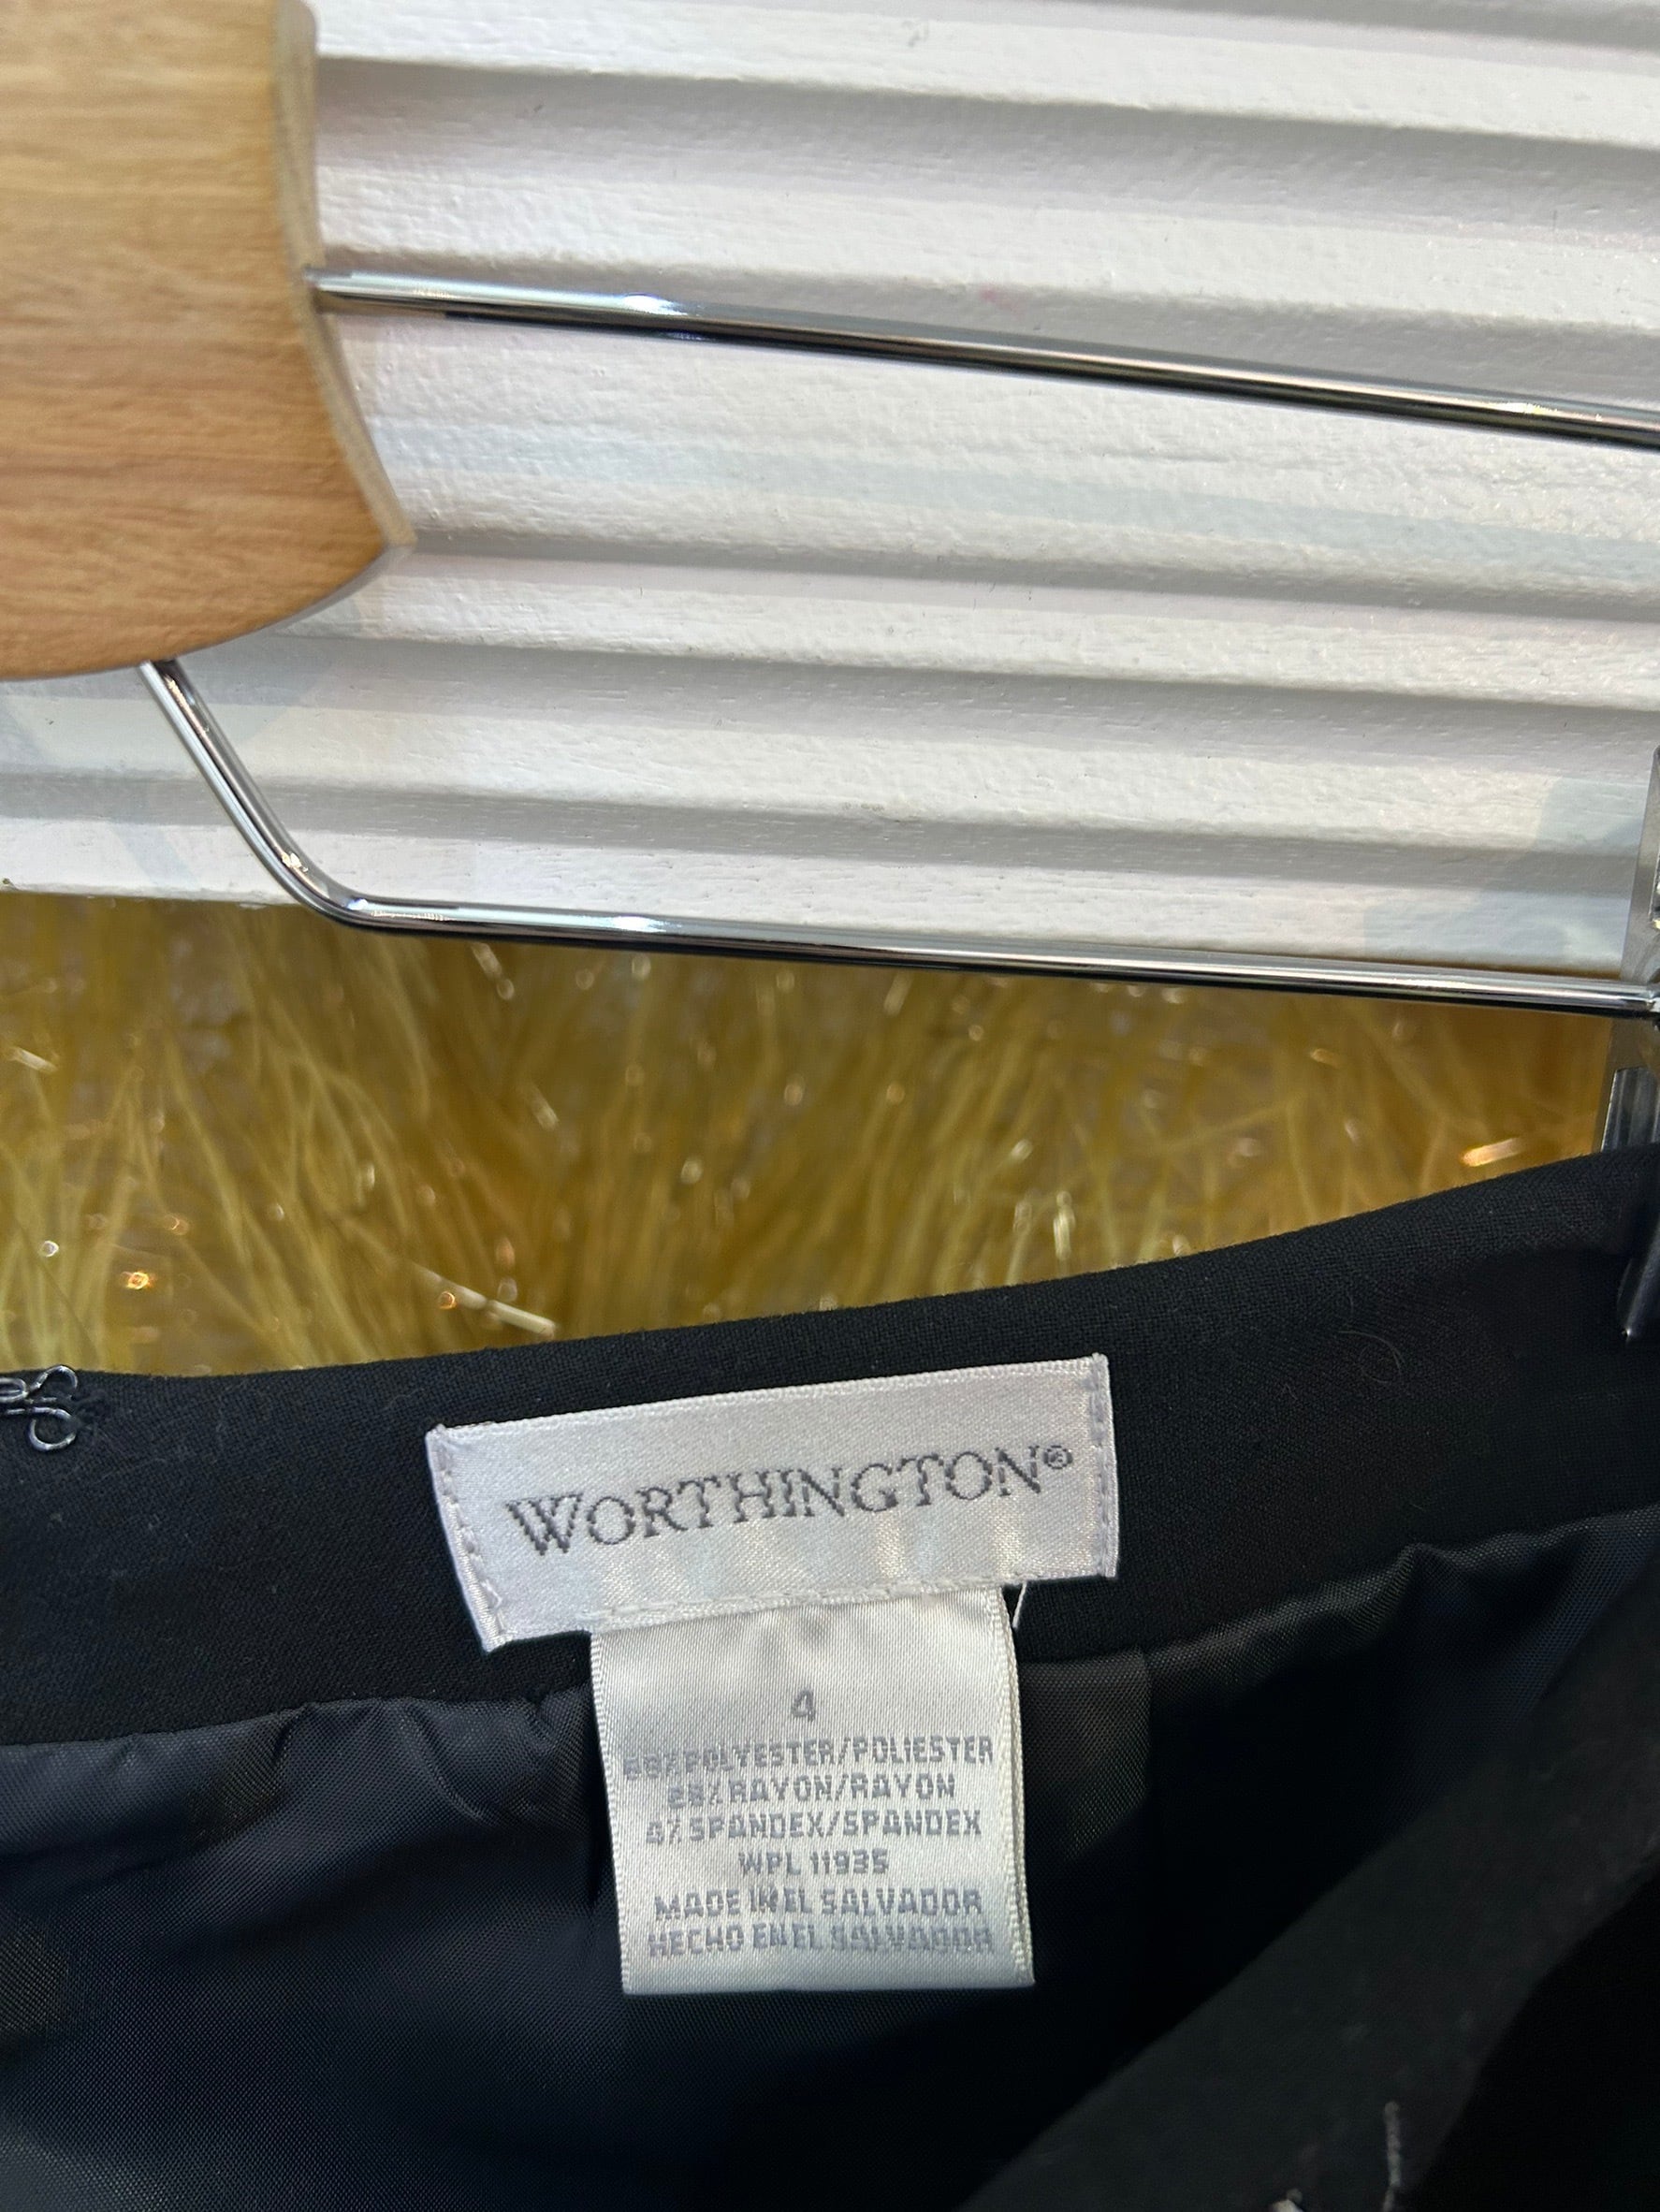 WORTHINGTON®
4
68% POLYESTER/POLIESTER
28% RAYON/RAYON
4% SPANDEX/SPANDEX
WPL 11935
MADE IN EL SALVADOR
HECHO EN EL SALVADOR